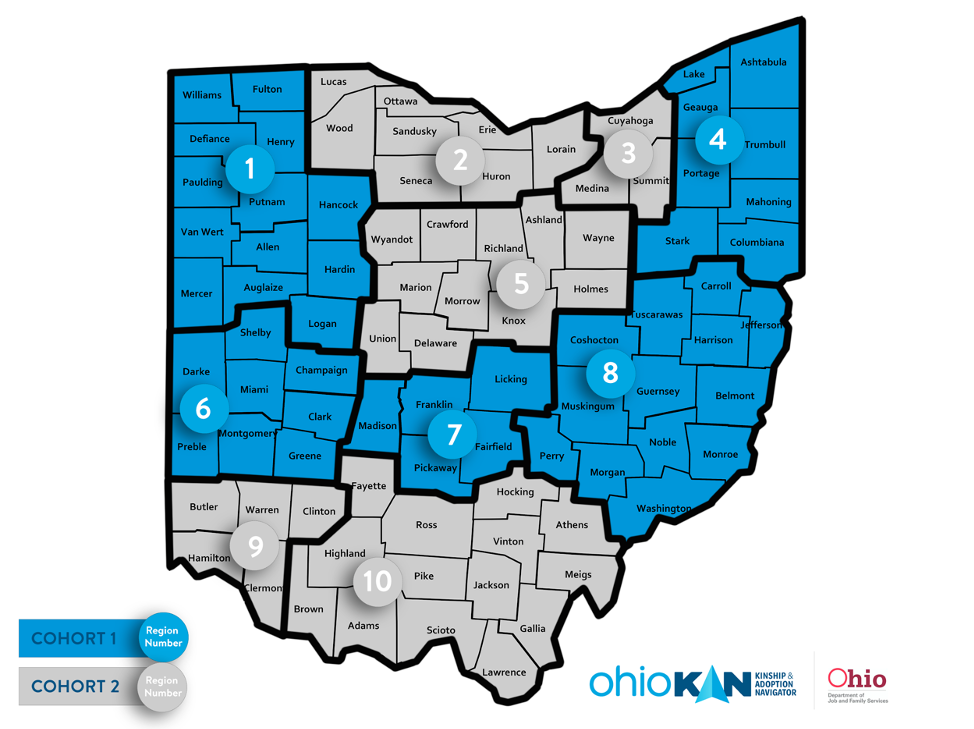 Ashtabula
Lake
Lucas
Williams
Fulton
Geauga
Ottawa
Cuyahoga
Wood
Sandusky
Erie
Defiance
Henry
4
Trumbull
Lorain
2
3
1
Portage
Seneca
Huron
Medina
Summit
Paulding
Putnam
Hancock
Mahoning
Crawford
Ashland
Van Wert
Wyandot
Richland
Wayne
Stark
Columbiana
Allen
Hardin
Marion
5
Holmes
Carroll
Mercer
Auglaize
Morrow
Knox
Tuscarawas
Jefferson
Logan
Shelby
Union
Delaware
Coshocton
Harrison
Darke
Champaign
8
Licking
Miami
Guernsey
Belmont
6
Franklin
Muskingum
Clark
Madison
Montgomery
7
Preble
Fairfield
Noble
Greene
Perry
Monroe
Pickaway
Morgan
Fayette
Hocking
Butler
Warren
Clinton
Washington
Ross
Athens
Vinton
9
Highland
Hamilton
Pike
Meigs
10
Jackson
Clermon
Brown
Adams
Scioto
Gallia
Lawrence
COHORT 1
Region
Number
COHORT 2
Region
Number
ohioKAN
KINSHIP &
ADOPTION
NAVIGATOR
Ohio
Department of
Job and Family Services